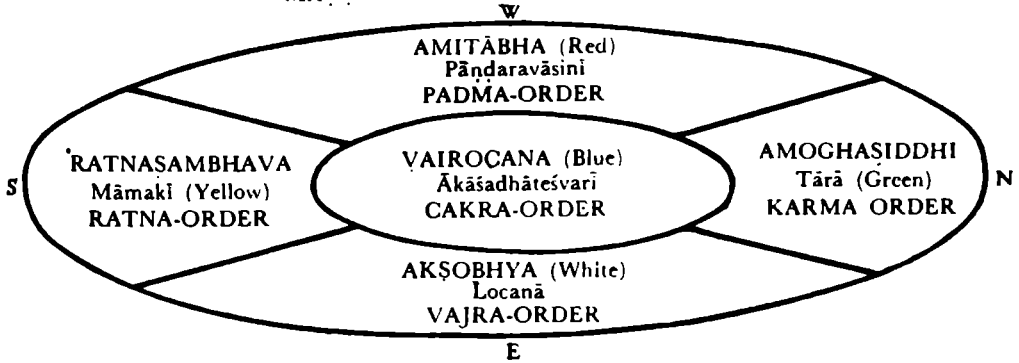 W
AMITĀBHA (Red)
Pāṇḍaravāsinī
PADMA-ORDER
S
RATNASAMBHAVA
Māmakī (Yellow)
RATNA-ORDER
VAIROCANA (Blue)
Ākāśadhāteśvarī
CAKRA-ORDER
AMOGHASIDDHI
Tārā (Green)
KARMA ORDER
N
AKṢOBHYA (White)
Locanā
VAJRA-ORDER
E